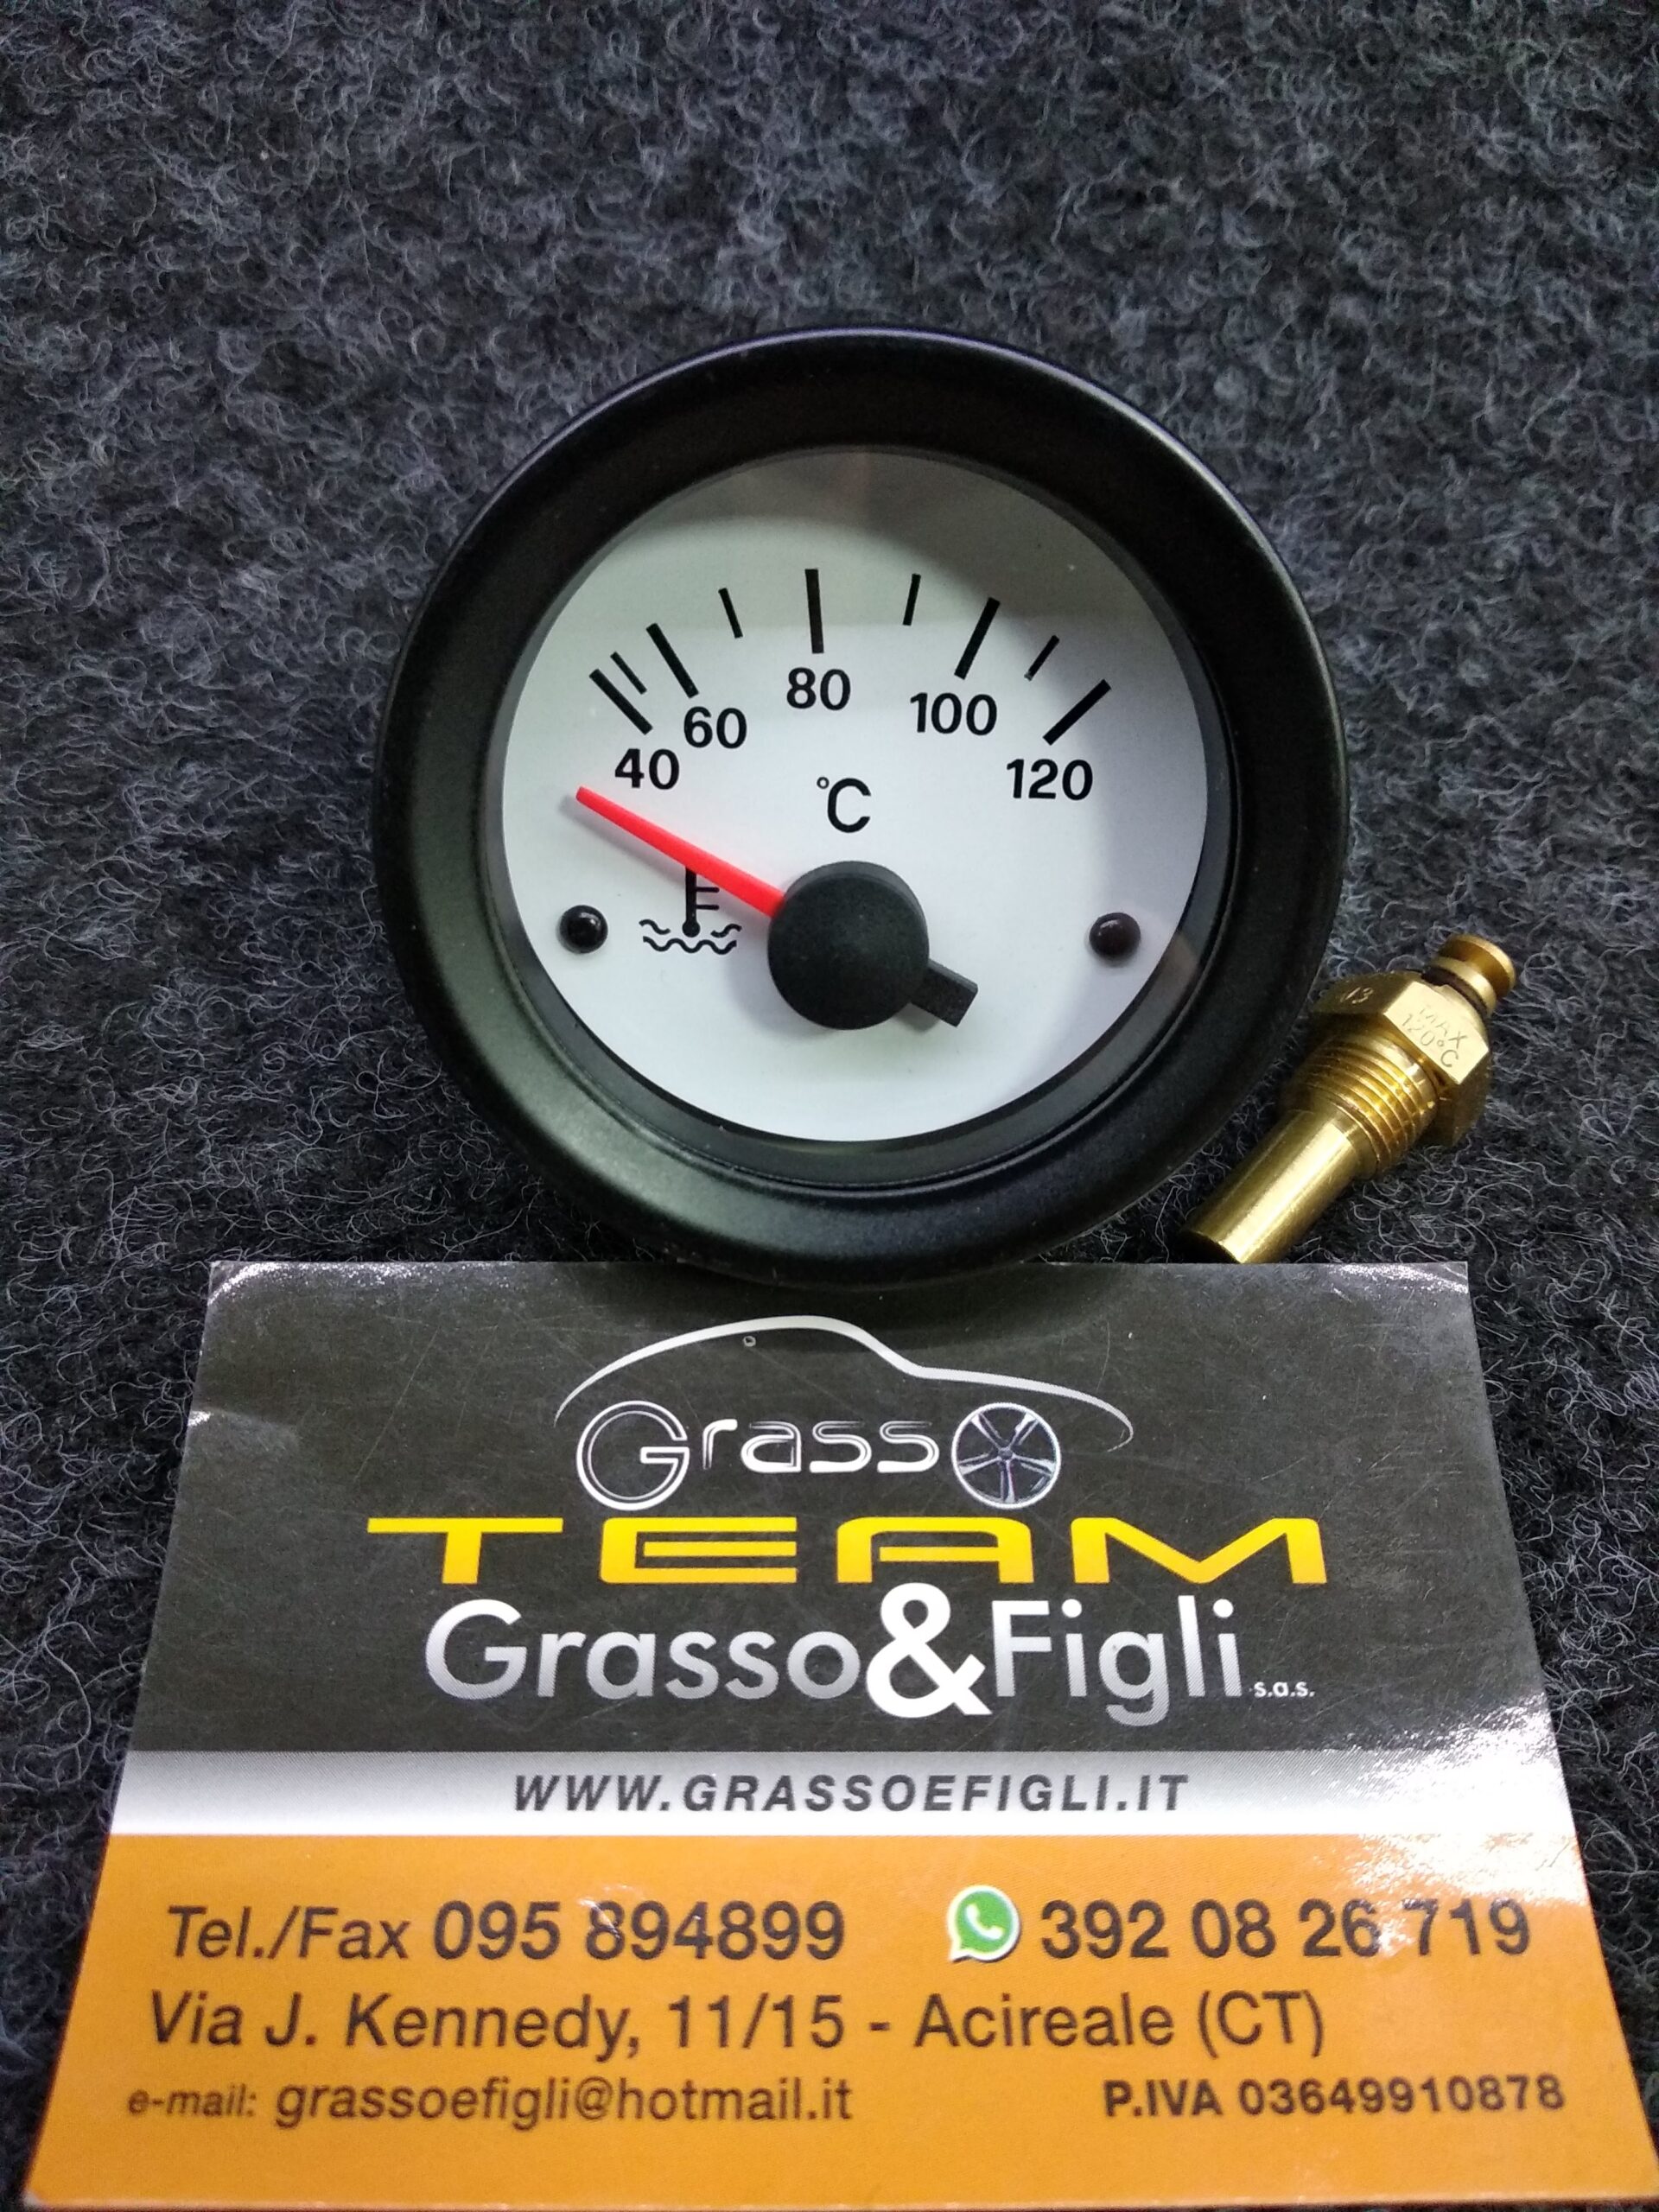 40 60 80 100 120
°C
MAX
120°C
Grasso
TEAM
Grasso&Figli s.a.s.
WWW.GRASSOEFIGLI.IT
Tel./Fax 095 894899 392 08 26 719
Via J. Kennedy, 11/15 - Acireale (CT)
e-mail: grassoefigli@hotmail.it P.IVA 03649910878